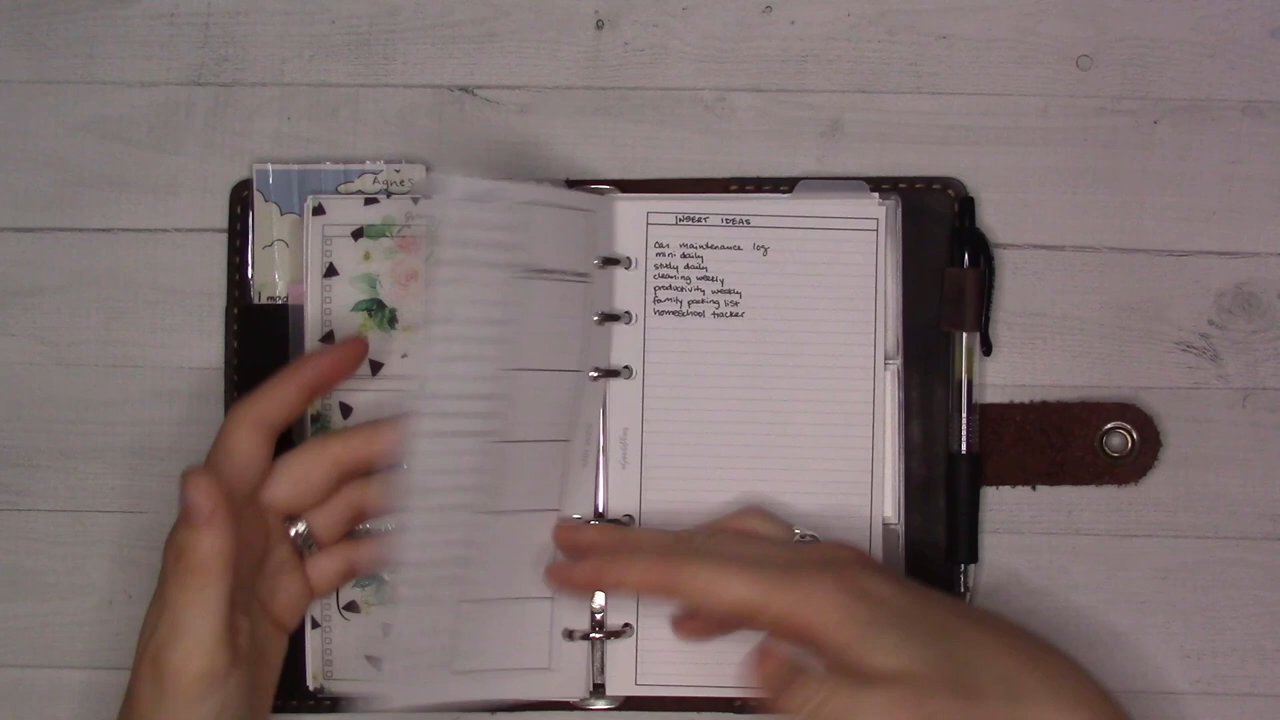 Agnes
I mad
INSERT IDEAS
car maintenance log
mini daily
study daily
cleaning weekly
productivity weekly
family packing list
homeschool tracker